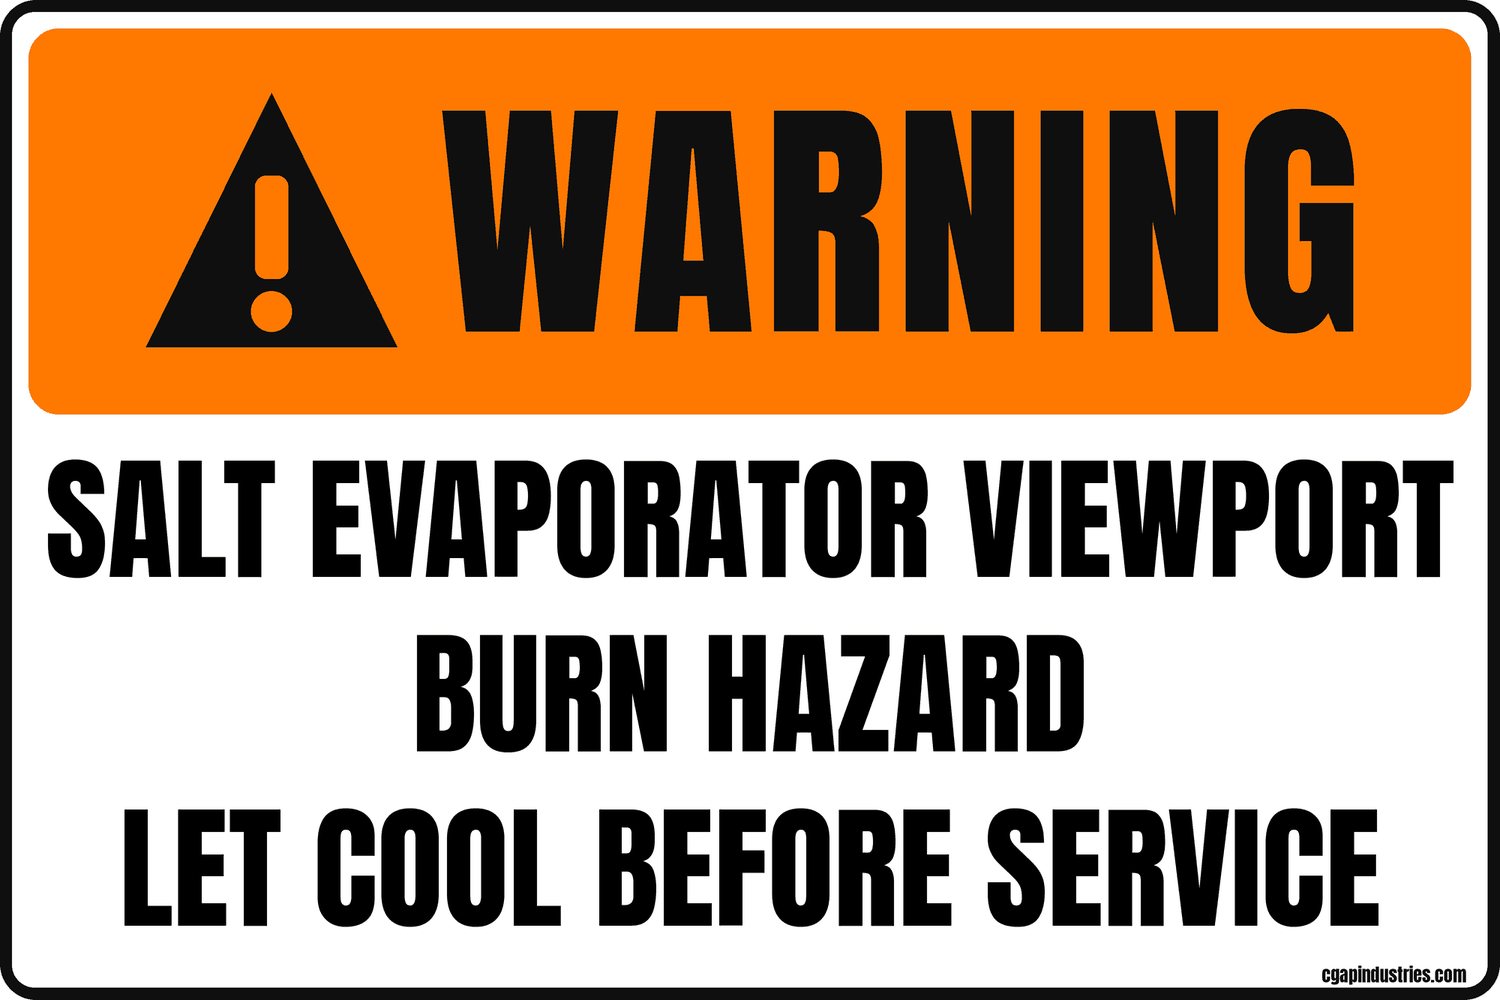 WARNING
SALT EVAPORATOR VIEWPORT
BURN HAZARD
LET COOL BEFORE SERVICE
cgapindustries.com